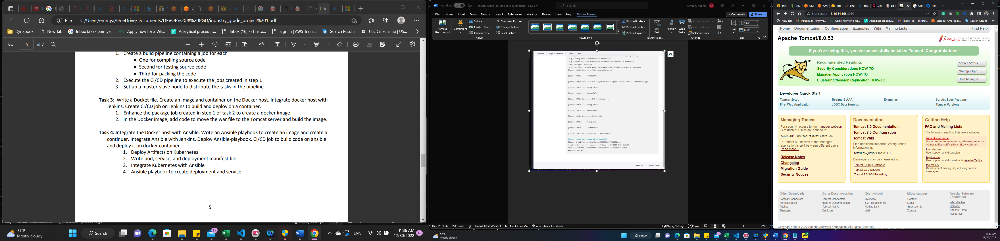 File
C:/Users/emmya/OneDrive/Documents/DEVOP%20&%20PGD/industry_grade_project%201.pdf
Dynabook
New Tab
Inbox (32) - emmya...
Apply now for a WE...
Analytical procedur...
Inbox (16) - christo...
Sign In | AWS Traini...
Search Results
U.S. Citizenship | US...
5 of 7
1. Create a build pipeline containing a job for each
• One for compiling source code
• Second for testing source code
• Third for packing the code
2. Execute the CI/CD pipeline to execute the jobs created in step 1
3. Set up a master-slave node to distribute the tasks in the pipeline.
Task 3: Write a Docket file. Create an Image and container on the Docker host. Integrate docker host with
Jenkins. Create CI/CD job on Jenkins to build and deploy on a container.
1. Enhance the package job created in step 1 of task 2 to create a docker image.
2. In the Docker image, add code to move the war file to the Tomcat server and build the image.
Task 4: Integrate the Docker host with Ansible. Write an Ansible playbook to create an image and create a
continuer. Integrate Ansible with Jenkins. Deploy Ansible-playbook. CI/CD job to build code on ansible
and deploy it on docker container
1. Deploy Artifacts on Kubernetes
2. Write pod, service, and deployment manifest file
3. Integrate Kubernetes with Ansible
4. Ansible playbook to create deployment and service
5
57°F
Mostly cloudy
Search
17
ENG
11:36 AM
12/30/2022
18
AutoSave On
Industry Grade Project II task description • Saved
Search
Anthony Asonze AA
File Home Insert Draw Design Layout References Mailings Review View Help Picture Format
Comments Share
Remove Background
Corrections
Color
Artistic Effects
Transparency
Compress Pictures
Change Picture
Reset Picture
Adjust
Picture Styles
Picture Border
Picture Effects
Picture Layout
Alt Text
Accessibil...
Position
Wrap Text
Bring Forward
Send Backward
Selection Pane
Arrange
Crop
5.66"
6.38"
Size
Dashboard Project-01-Pipeline Docker #16
> git config core.sparsecheckout # timeout=10
[Docker] INFO: Step 1/4 : FROM tomcat:8.0-alpine
[Docker] INFO: Step 2/4 : ADD /target/ABCtechnologies-1.0.war /usr/local/tomcat/webapps
[Docker] INFO: ---> Using cache
[Docker] INFO: Step 3/4 : CMD catalina.sh run
[Docker] INFO: ---> Using cache
[Docker] INFO: Step 4/4 : EXPOSE 8080
[Docker] INFO: ---> Using cache
Finished: SUCCESS
REST API Jenkins 2.375.1
Page 26 of 26 318 words English (United States) Text Predictions: On Accessibility: Investigate
Display Settings Focus 99%
57°F
Mostly cloudy
Search
Not secure 3.16.54.166:8080
New Tab
Inbox (32) - emmya...
Apply now for a WE...
Analytical procedur...
Inbox (16) - christo...
Sign In | AWS Traini...
Search Results
Home Documentation Configuration Examples Wiki Mailing Lists Find Help
Apache Tomcat/8.0.53
APACHE SOFTWARE FOUNDATION
http://www.apache.org/
If you're seeing this, you've successfully installed Tomcat. Congratulations!
TM
Recommended Reading:
Security Considerations HOW-TO
Manager Application HOW-TO
Clustering/Session Replication HOW-TO
Server Status
Manager App
Host Manager
Developer Quick Start
Tomcat Setup
First Web Application
Realms & AAA
JDBC DataSources
Examples
Servlet Specifications
Tomcat Versions
Managing Tomcat
For security, access to the manager webapp
is restricted. Users are defined in:
$CATALINA_HOME/conf/tomcat-users.xml
In Tomcat 8.0 access to the manager
application is split between different users.
Read more...
Release Notes
Changelog
Migration Guide
Security Notices
Documentation
Tomcat 8.0 Documentation
Tomcat 8.0 Configuration
Tomcat Wiki
Find additional important configuration
information in:
$CATALINA_HOME/RUNNING.txt
Developers may be interested in:
Tomcat 8.0 Bug Database
Tomcat 8.0 JavaDocs
Tomcat 8.0 SVN Repository
Getting Help
FAQ and Mailing Lists
The following mailing lists are available:
tomcat-announce
Important announcements, releases, security
vulnerability notifications. (Low volume).
tomcat-users
User support and discussion
taglibs-user
User support and discussion for Apache Taglibs
tomcat-dev
Development mailing list, including commit
messages
Other Downloads
Tomcat Connectors
Tomcat Native
Taglibs
Deployer
Other Documentation
Tomcat Connectors
mod_jk Documentation
Tomcat Native
Deployer
Get Involved
Overview
SVN Repositories
Mailing Lists
Wiki
Miscellaneous
Contact
Legal
Sponsorship
Thanks
Apache Software
Foundation
Who We Are
Heritage
Apache Home
Resources
Copyright ©1999-2022 Apache Software Foundation. All Rights Reserved
11:36 AM
12/30/2022